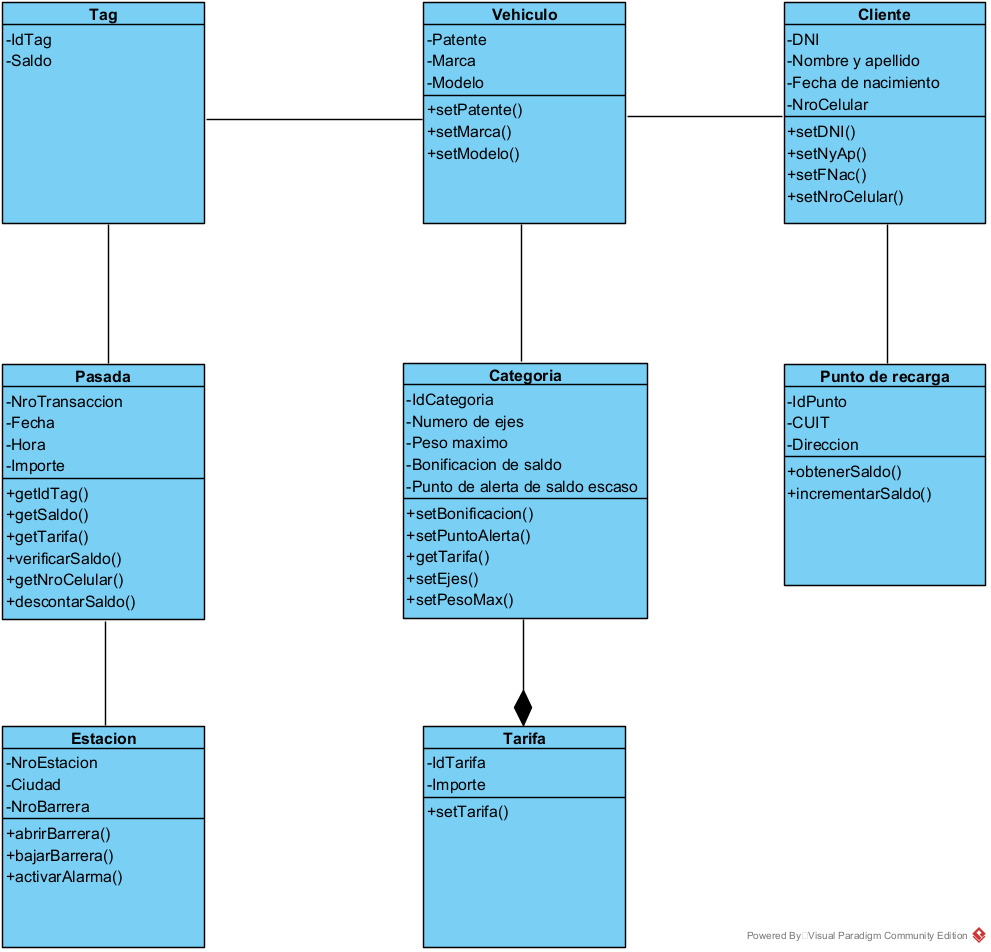 Tag
-IdTag
-Saldo
Vehiculo
-Patente
-Marca
-Modelo
+setPatente()
+setMarca()
+setModelo()
Cliente
-DNI
-Nombre y apellido
-Fecha de nacimiento
-NroCelular
+setDNI()
+setNyAp()
+setFNac()
+setNroCelular()
Pasada
-NroTransaccion
-Fecha
-Hora
-Importe
+getIdTag()
+getSaldo()
+getTarifa()
+verificarSaldo()
+getNroCelular()
+descontarSaldo()
Categoria
-IdCategoria
-Numero de ejes
-Peso maximo
-Bonificacion de saldo
-Punto de alerta de saldo escaso
+setBonificacion()
+setPuntoAlerta()
+getTarifa()
+setEjes()
+setPesoMax()
Punto de recarga
-IdPunto
-CUIT
-Direccion
+obtenerSaldo()
+incrementarSaldo()
Estacion
-NroEstacion
-Ciudad
-NroBarrera
+abrirBarrera()
+bajarBarrera()
+activarAlarma()
Tarifa
-IdTarifa
-Importe
+setTarifa()
Powered By Visual Paradigm Community Edition